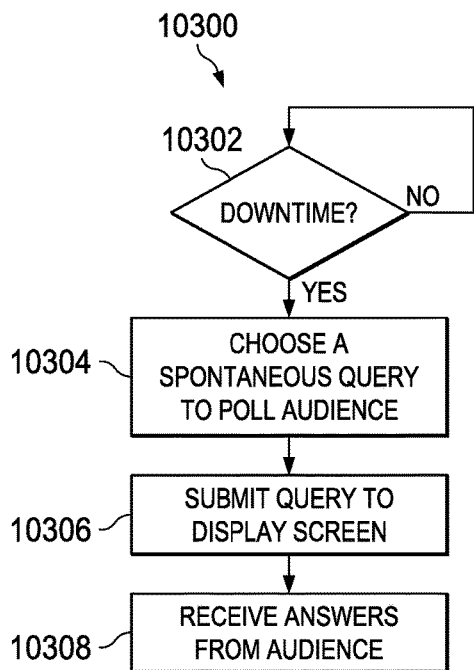 10300
10302
DOWNTIME?
NO
YES
10304
CHOOSE A
SPONTANEOUS QUERY
TO POLL AUDIENCE
10306
SUBMIT QUERY TO
DISPLAY SCREEN
10308
RECEIVE ANSWERS
FROM AUDIENCE